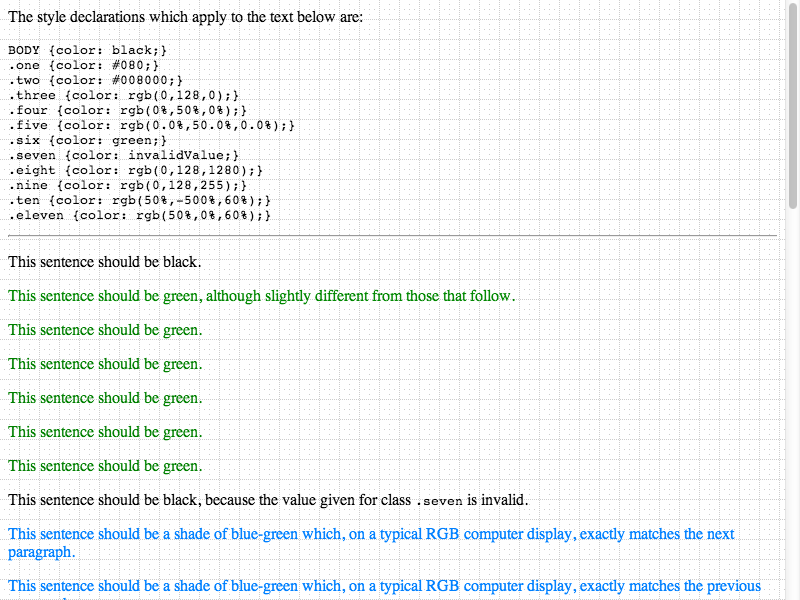 The style declarations which apply to the text below are:
BODY {color: black;}
.one {color: #080;}
.two {color: #008000;}
.three {color: rgb(0,128,0);}
.four {color: rgb(0%,50%,0%);}
.five {color: rgb(0.0%,50.0%,0.0%);}
.six {color: green;}
.seven {color: invalidValue;}
.eight {color: rgb(0,128,1280);}
.nine {color: rgb(0,128,255);}
.ten {color: rgb(50%,-500%,60%);}
.eleven {color: rgb(50%,0%,60%);}
This sentence should be black.
This sentence should be green, although slightly different from those that follow.
This sentence should be green.
This sentence should be green.
This sentence should be green.
This sentence should be green.
This sentence should be green.
This sentence should be black, because the value given for class .seven is invalid.
This sentence should be a shade of blue-green which, on a typical RGB computer display, exactly matches the next
paragraph.
This sentence should be a shade of blue-green which, on a typical RGB computer display, exactly matches the previous